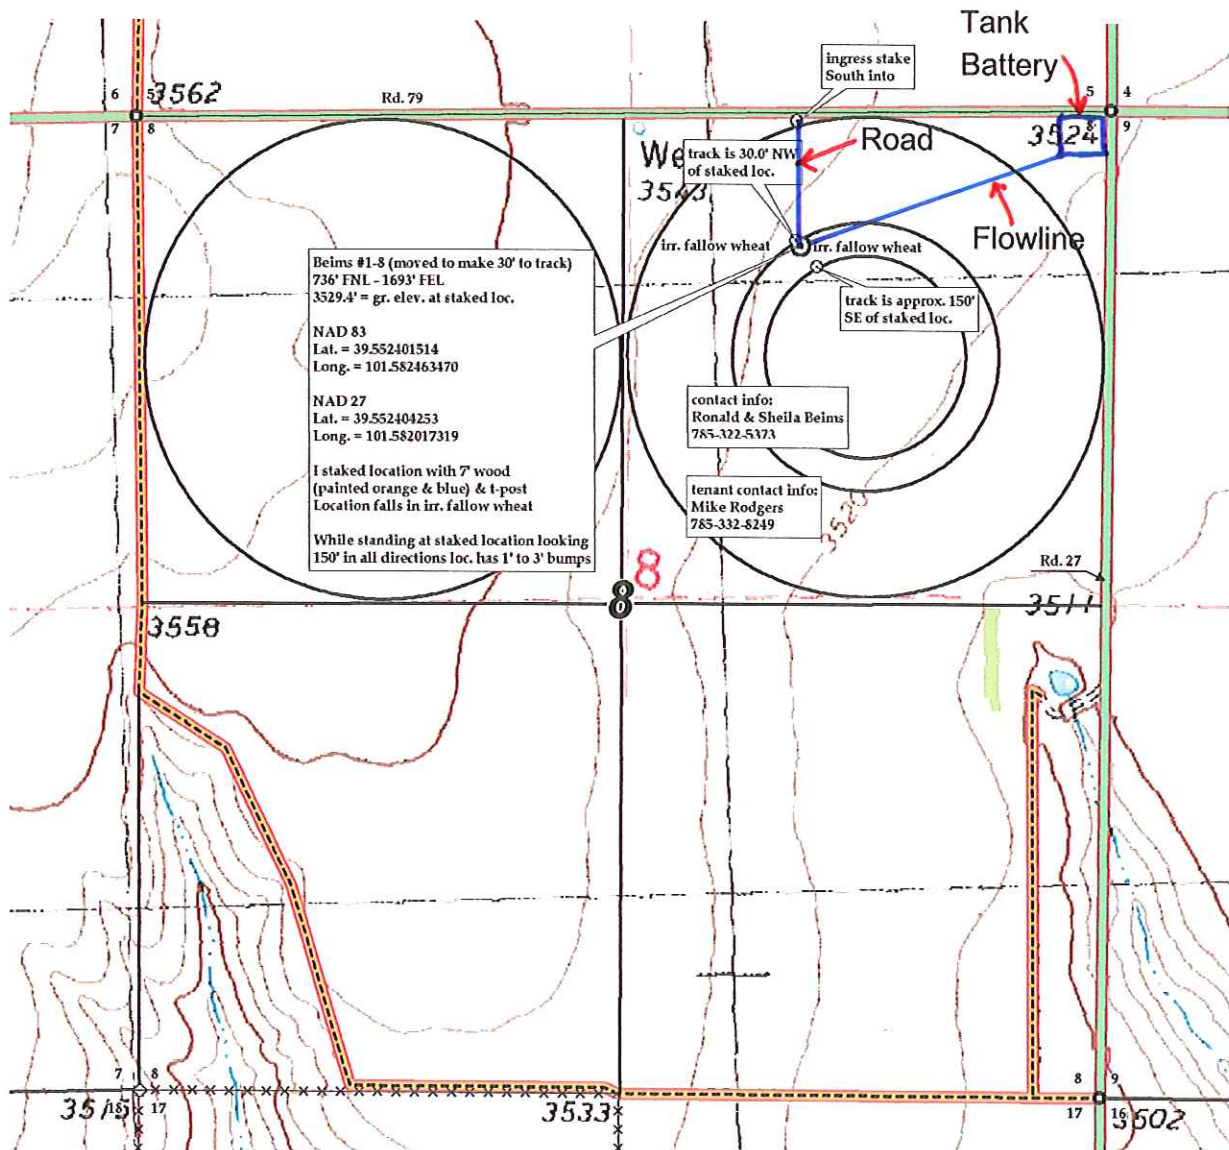 Tank
Battery
ingress stake
South into
6 5
3562
Rd. 79
5 4
7 8
8 9
3524
Road
We
track is 30.0' NW
of staked loc.
3543
Flowline
irr. fallow wheat
irr. fallow wheat
track is approx. 150'
SE of staked loc.
Beims #1-8 (moved to make 30' to track)
736' FNL - 1693' FEL
3529.4' = gr. elev. at staked loc.
NAD 83
Lat. = 39.552401514
Long. = 101.582463470
NAD 27
Lat. = 39.552404253
Long. = 101.582017319
I staked location with 7' wood
(painted orange & blue) & t-post
Location falls in irr. fallow wheat
While standing at staked location looking
150' in all directions loc. has 1' to 3' bumps
contact info:
Ronald & Sheila Beims
785-322-5373
tenant contact info:
Mike Rodgers
785-332-8249
3520
8
8
Rd. 27
3511
3558
7 8
18 17
3533
8 9
17 16
3502